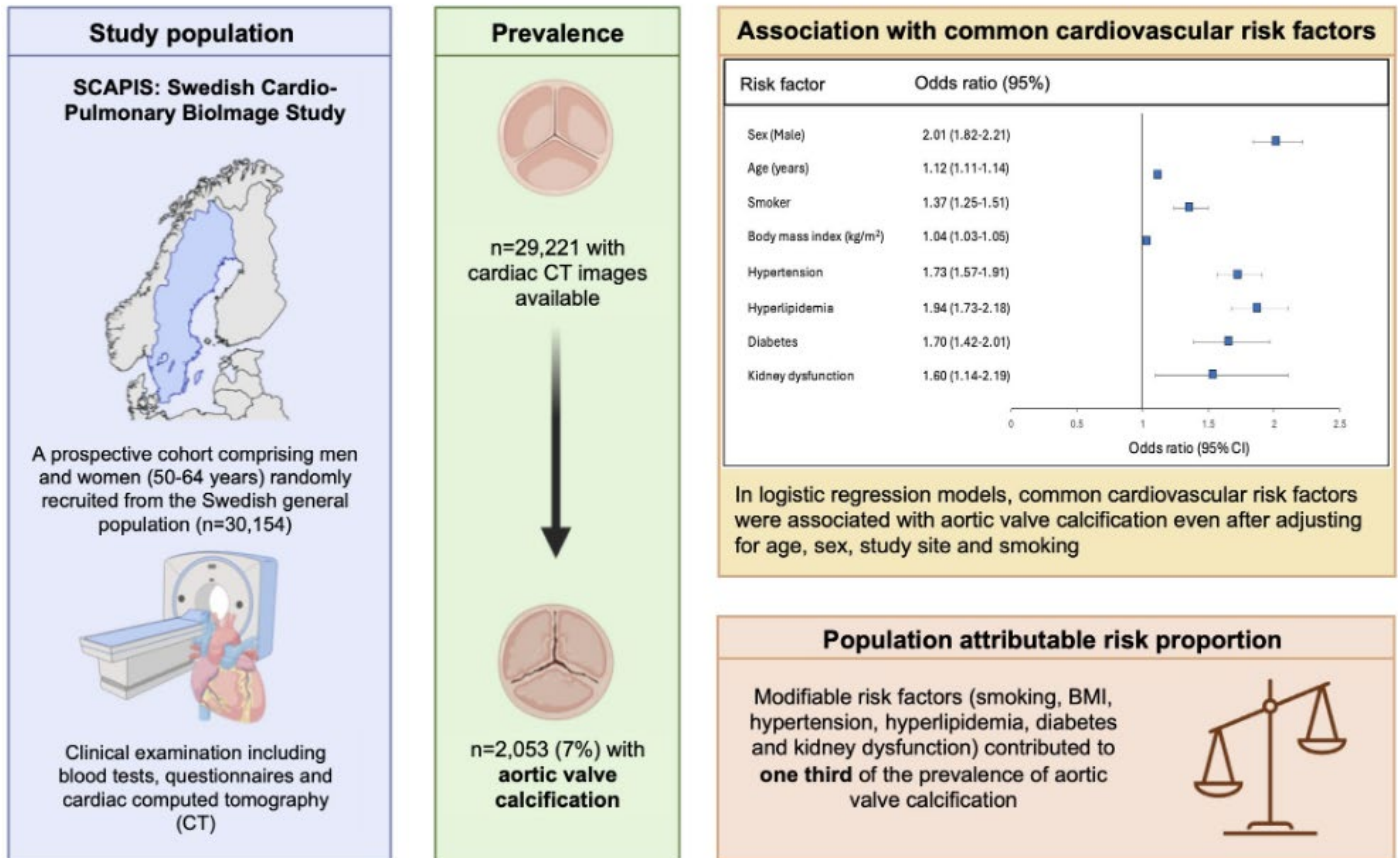 Study population
SCAPIS: Swedish Cardio-
Pulmonary BioImage Study
A prospective cohort comprising men
and women (50-64 years) randomly
recruited from the Swedish general
population (n=30,154)
Clinical examination including
blood tests, questionnaires and
cardiac computed tomography
(CT)
Prevalence
n=29,221 with
cardiac CT images
available
n=2,053 (7%) with
aortic valve
calcification
Association with common cardiovascular risk factors
Risk factor Odds ratio (95%)
Sex (Male) 2.01 (1.82-2.21)
Age (years) 1.12 (1.11-1.14)
Smoker 1.37 (1.25-1.51)
Body mass index (kg/m²) 1.04 (1.03-1.05)
Hypertension 1.73 (1.57-1.91)
Hyperlipidemia 1.94 (1.73-2.18)
Diabetes 1.70 (1.42-2.01)
Kidney dysfunction 1.60 (1.14-2.19)
0 0.5 1 1.5 2 2.5
Odds ratio (95% CI)
In logistic regression models, common cardiovascular risk factors
were associated with aortic valve calcification even after adjusting
for age, sex, study site and smoking
Population attributable risk proportion
Modifiable risk factors (smoking, BMI,
hypertension, hyperlipidemia, diabetes
and kidney dysfunction) contributed to
one third of the prevalence of aortic
valve calcification